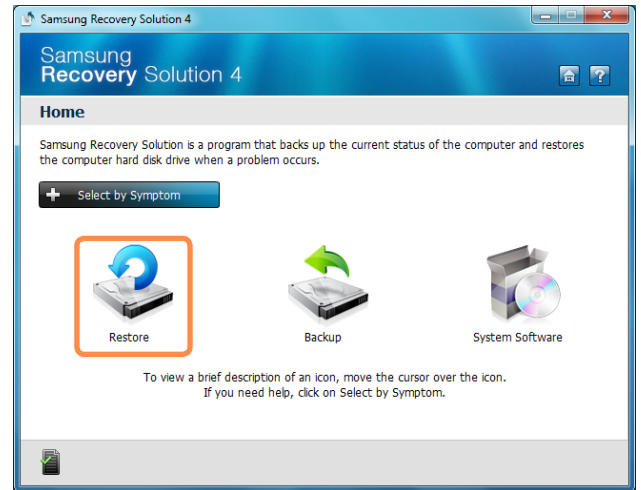 Samsung Recovery Solution 4
Samsung
Recovery Solution 4
Home
Samsung Recovery Solution is a program that backs up the current status of the computer and restores
the computer hard disk drive when a problem occurs.
Select by Symptom
Restore
Backup
System Software
To view a brief description of an icon, move the cursor over the icon.
If you need help, click on Select by Symptom.